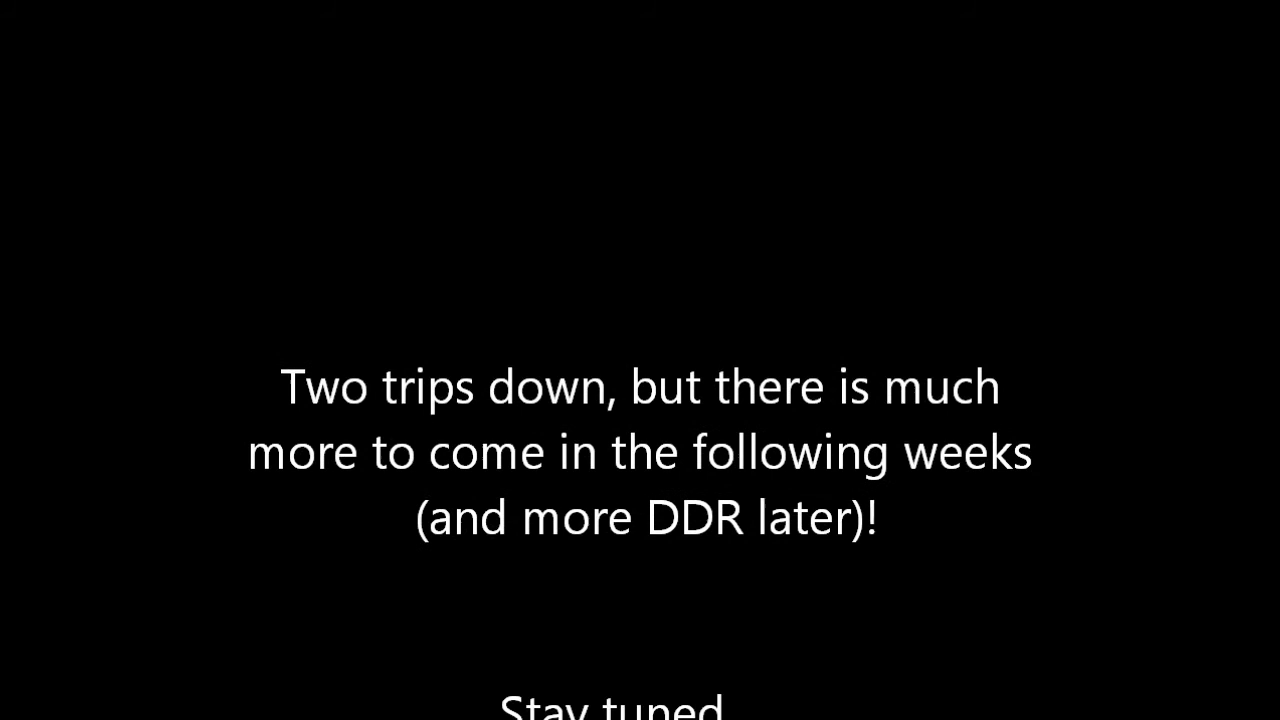 Two trips down, but there is much
more to come in the following weeks
(and more DDR later)!
Stay tuned